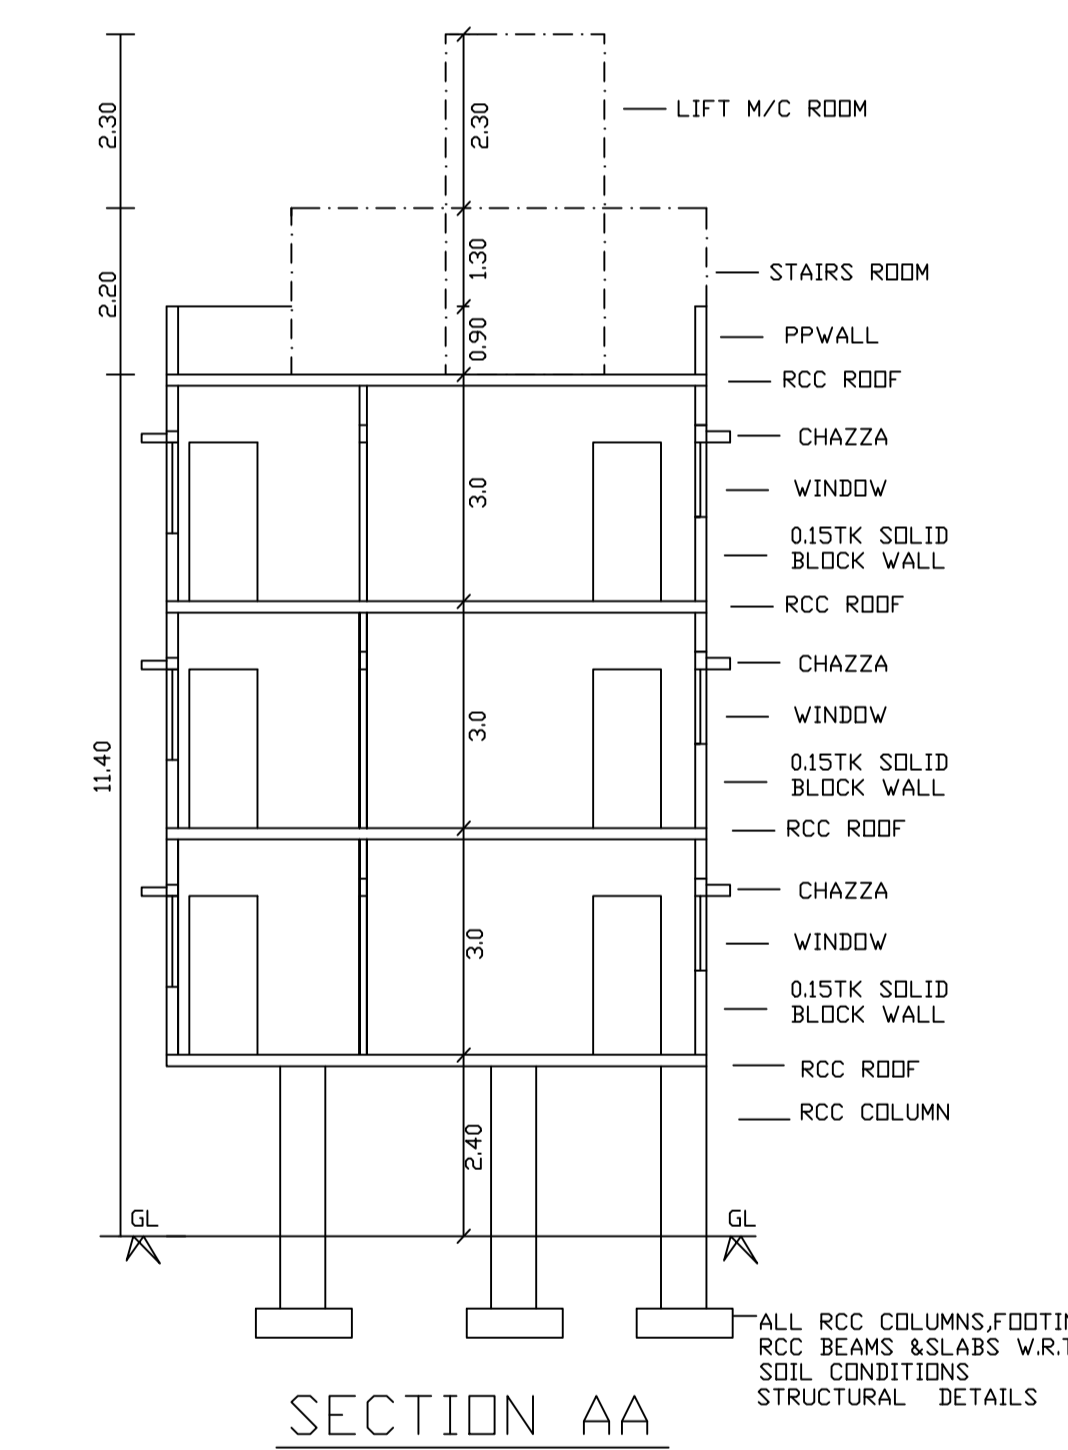 2.30
2.30
LIFT M/C ROOM
2.20
1.30
STAIRS ROOM
0.90
PPWALL
RCC ROOF
CHAZZA
3.0
WINDOW
0.15TK SOLID
BLOCK WALL
RCC ROOF
CHAZZA
3.0
WINDOW
11.40
0.15TK SOLID
BLOCK WALL
RCC ROOF
CHAZZA
3.0
WINDOW
0.15TK SOLID
BLOCK WALL
RCC ROOF
RCC COLUMN
2.40
GL
GL
ALL RCC COLUMNS,FOOTIN
RCC BEAMS &SLABS W.R.T
SOIL CONDITIONS
STRUCTURAL DETAILS
SECTION AA